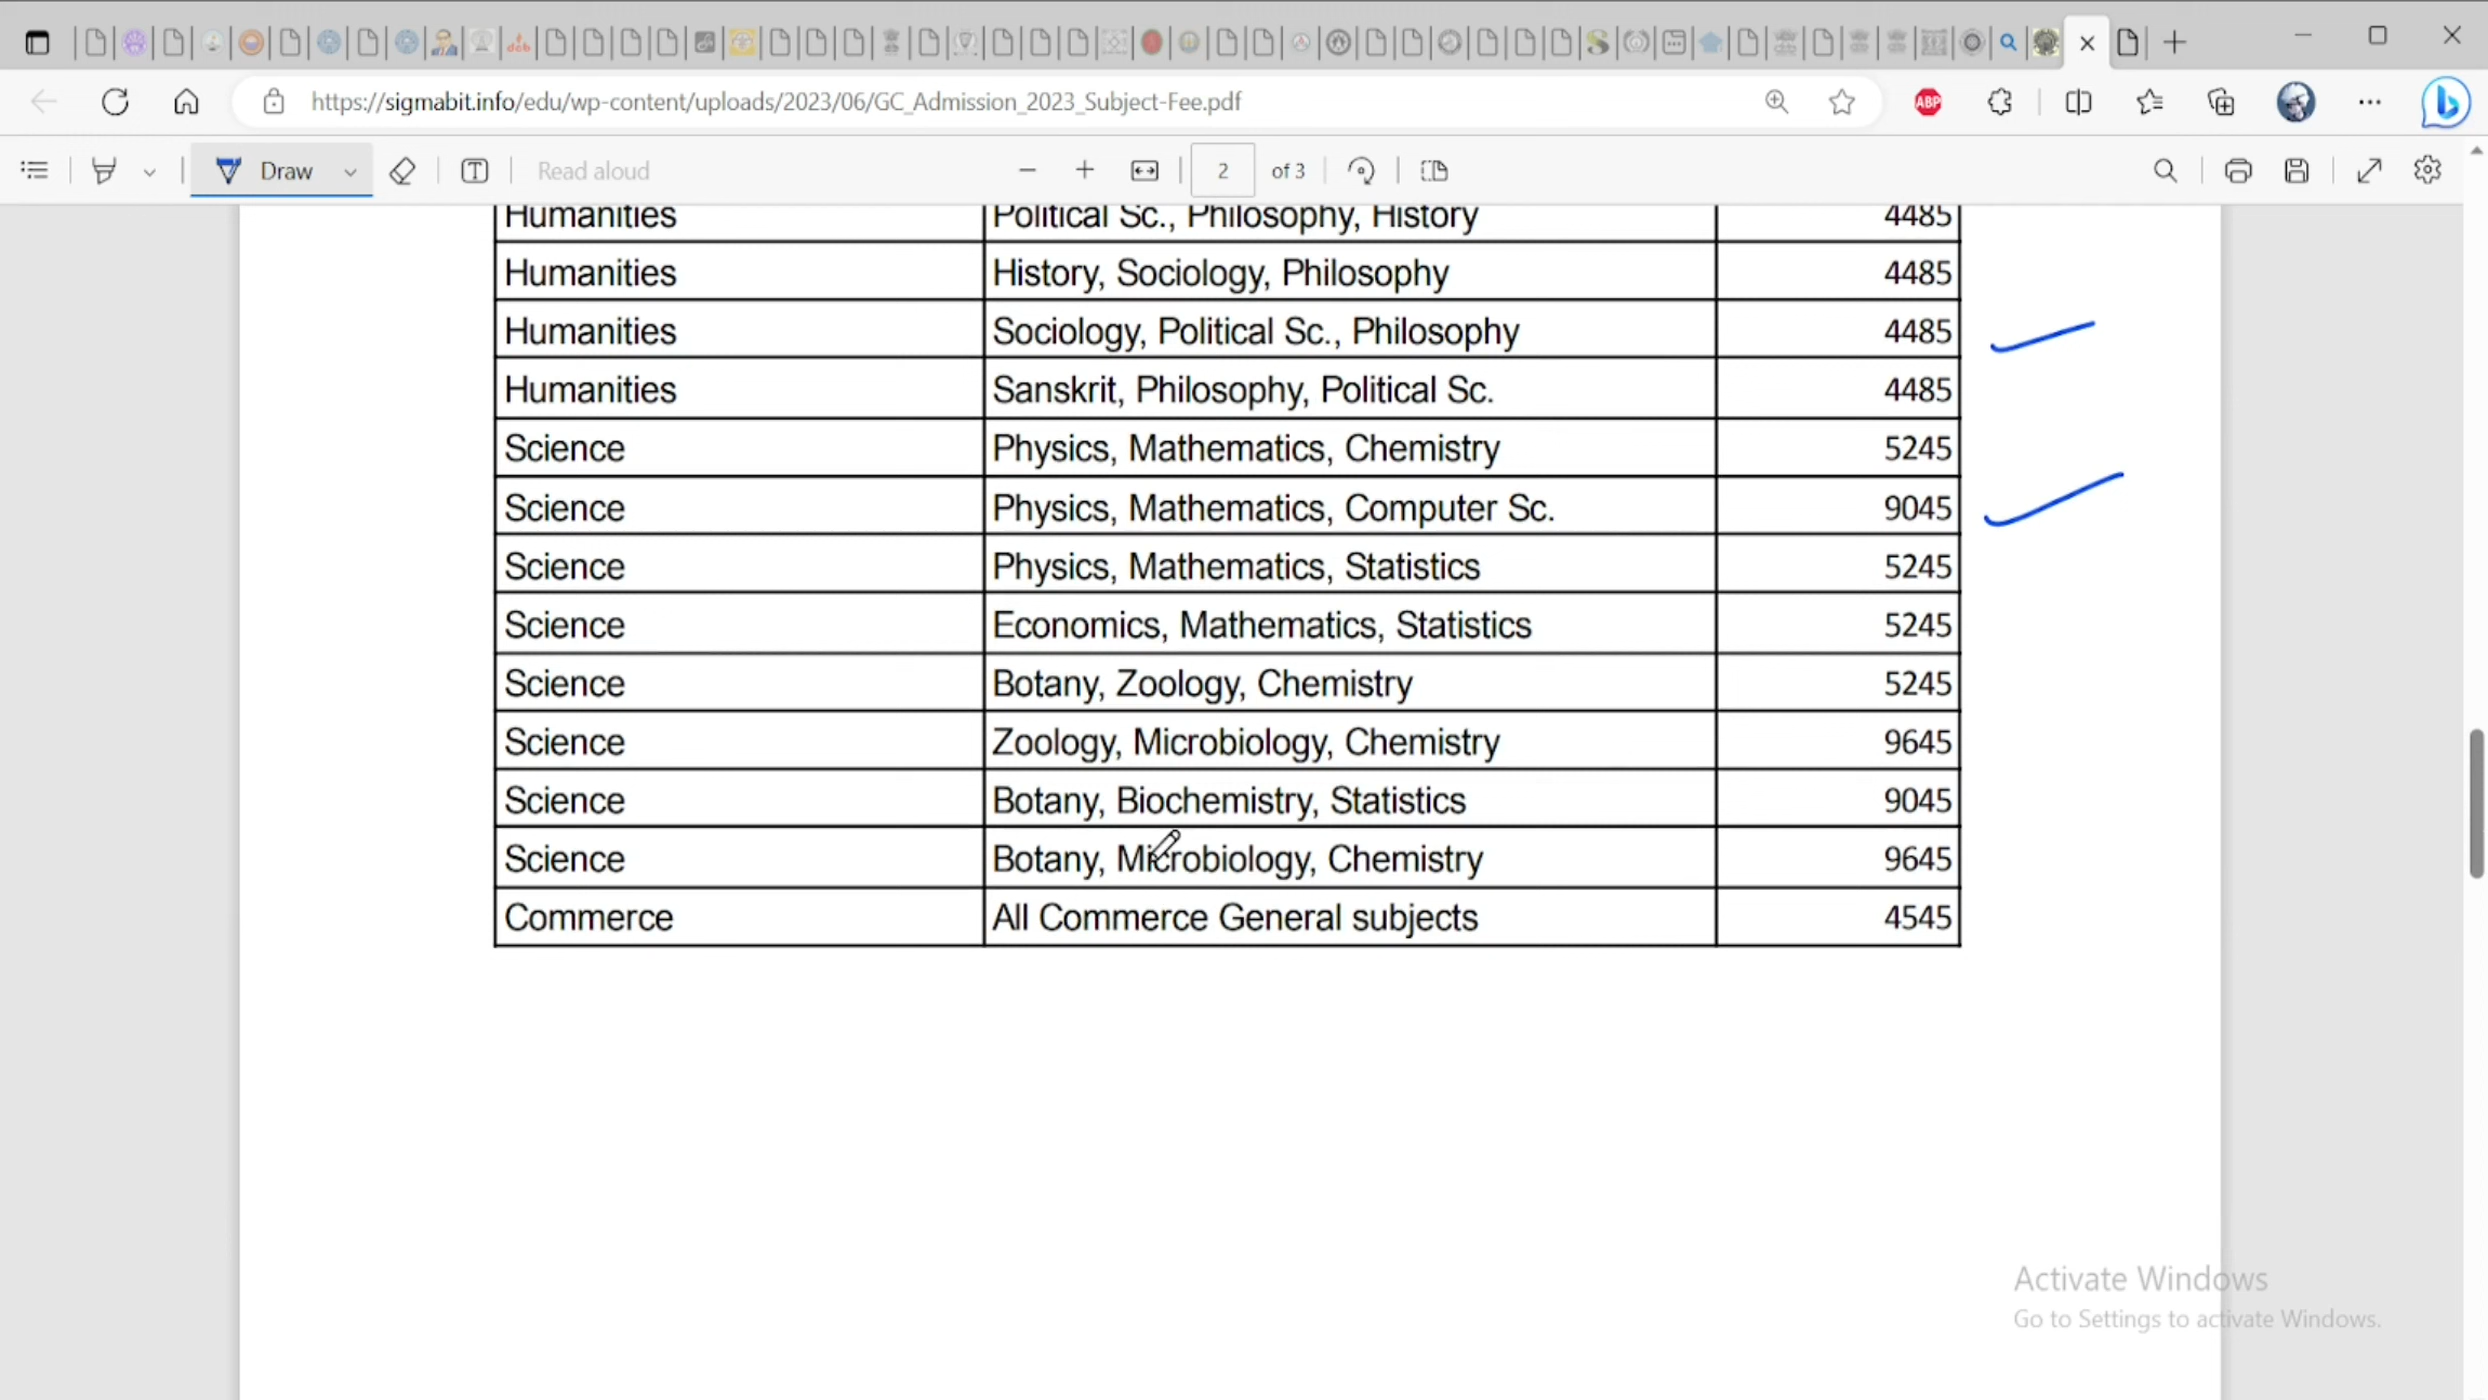 https://sigmabit.info/edu/wp-content/uploads/2023/06/GC_Admission_2023_Subject-Fee.pdf
ABP
Draw
Read aloud
2 of 3
Humanities Political Sc., Philosophy, History 4485
Humanities History, Sociology, Philosophy 4485
Humanities Sociology, Political Sc., Philosophy 4485
Humanities Sanskrit, Philosophy, Political Sc. 4485
Science Physics, Mathematics, Chemistry 5245
Science Physics, Mathematics, Computer Sc. 9045
Science Physics, Mathematics, Statistics 5245
Science Economics, Mathematics, Statistics 5245
Science Botany, Zoology, Chemistry 5245
Science Zoology, Microbiology, Chemistry 9645
Science Botany, Biochemistry, Statistics 9045
Science Botany, Microbiology, Chemistry 9645
Commerce All Commerce General subjects 4545
Activate Windows
Go to Settings to activate Windows.